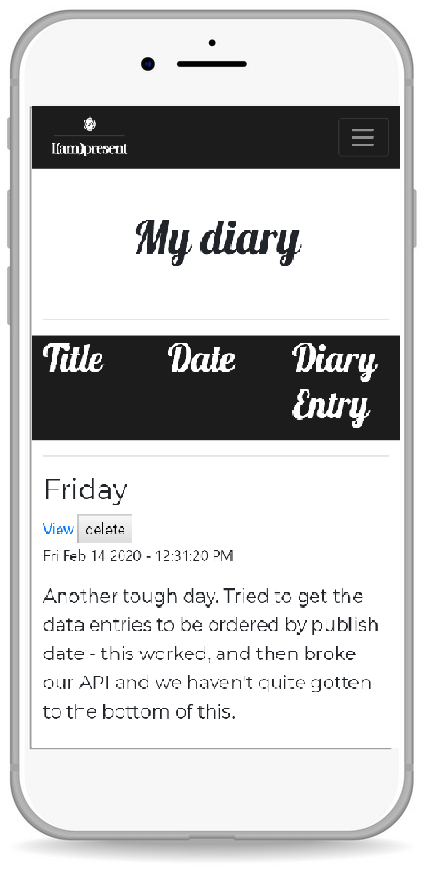 I(am)present
My diary
Title Date Diary
Entry
Friday
View delete
Fri Feb 14 2020 - 12:31:20 PM
Another tough day. Tried to get the
data entries to be ordered by publish
date - this worked, and then broke
our API and we haven't quite gotten
to the bottom of this.